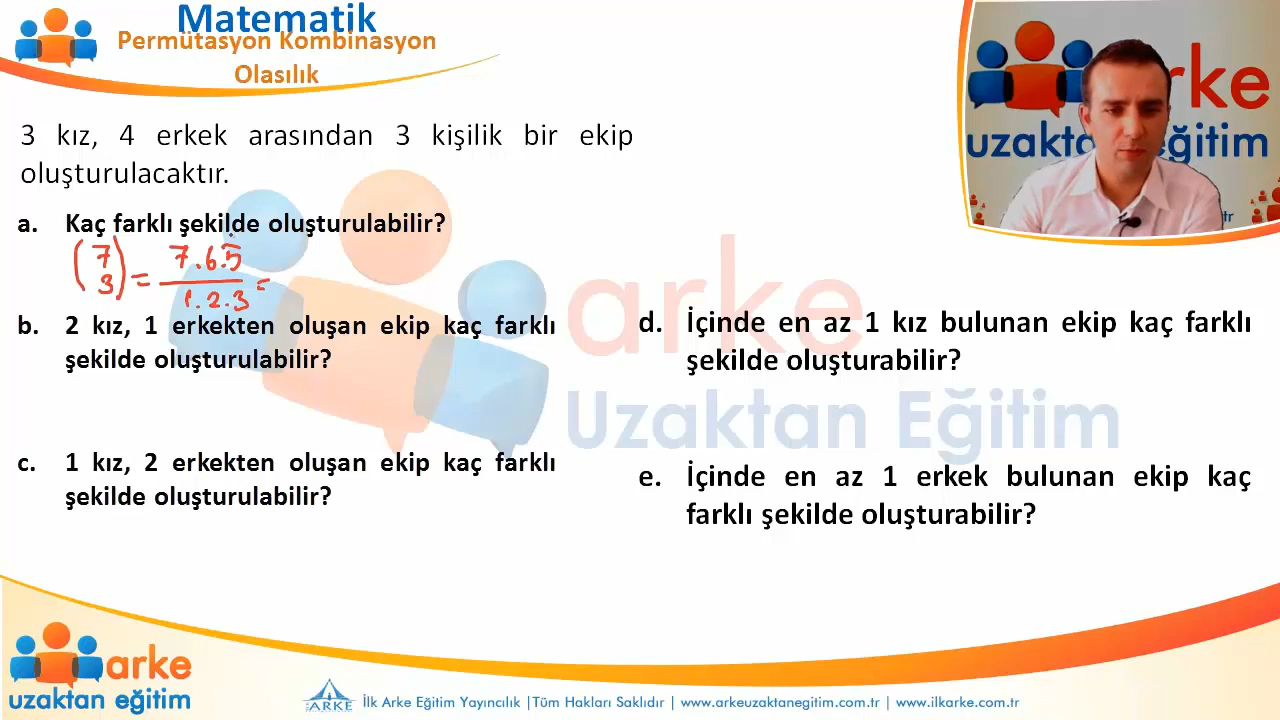 Matematik
Permütasyon Kombinasyon
Olasılık
arke
uzaktan eğitim
3 kız, 4 erkek arasından 3 kişilik bir ekip
oluşturulacaktır.
a. Kaç farklı şekilde oluşturulabilir?
(7 3) = 7.6.5 / 1.2.3 =
b. 2 kız, 1 erkekten oluşan ekip kaç farklı
şekilde oluşturulabilir?
c. 1 kız, 2 erkekten oluşan ekip kaç farklı
şekilde oluşturulabilir?
d. İçinde en az 1 kız bulunan ekip kaç farklı
şekilde oluşturabilir?
e. İçinde en az 1 erkek bulunan ekip kaç
farklı şekilde oluşturabilir?
arke
Uzaktan Eğitim
arke
uzaktan eğitim
ARKE
İlk Arke Eğitim Yayıncılık |Tüm Hakları Saklıdır | www.arkeuzaktanegitim.com.tr | www.ilkarke.com.tr